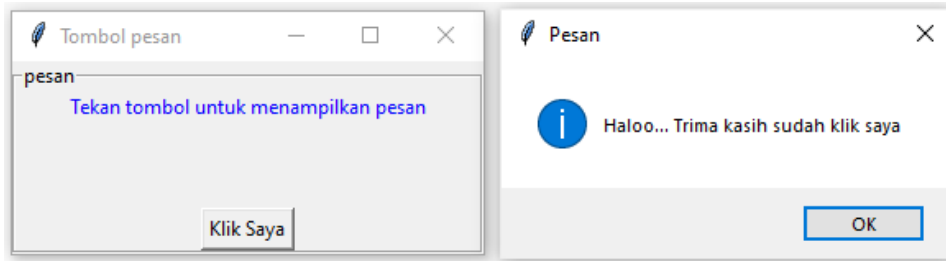 Tombol pesan
pesan
Tekan tombol untuk menampilkan pesan
Klik Saya
Pesan
Haloo... Trima kasih sudah klik saya
OK